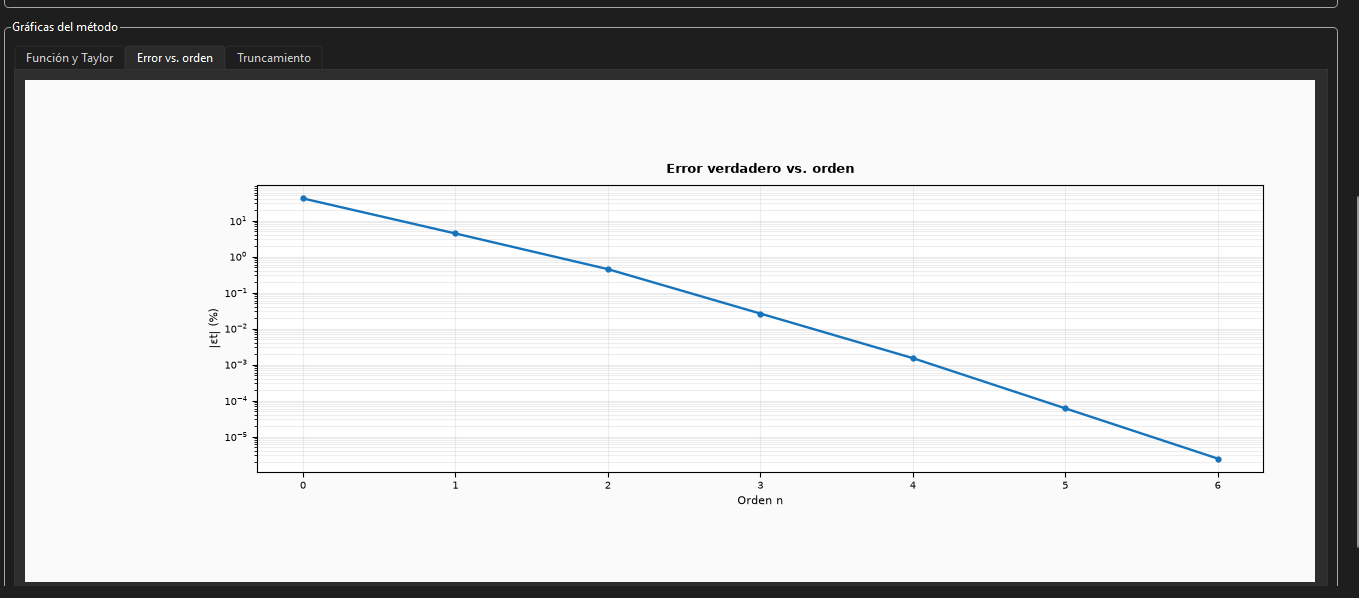 Gráficas del método
Función y Taylor Error vs. orden Truncamiento
Error verdadero vs. orden
10¹
10⁰
10⁻¹
10⁻²
10⁻³
10⁻⁴
10⁻⁵
|εt| (%)
0 1 2 3 4 5 6
Orden n